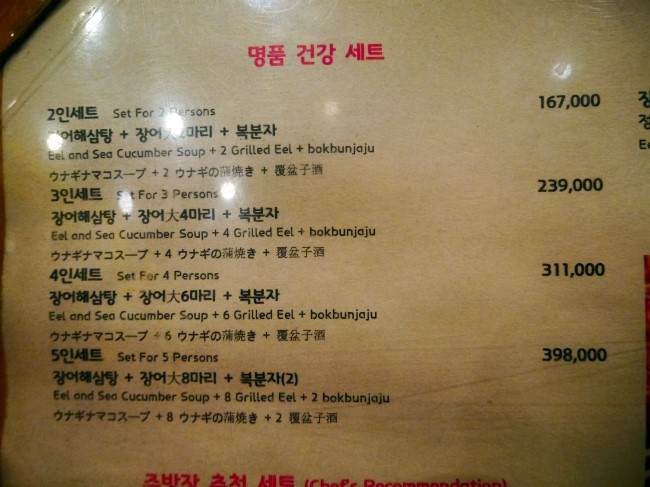 명품 건강 세트
2인세트 Set For 2 Persons 167,000
장어해삼탕 + 장어大2마리 + 복분자
Eel and Sea Cucumber Soup + 2 Grilled Eel + bokbunjaju
ウナギナマコスープ + 2 ウナギの蒲焼き + 覆盆子酒
3인세트 Set For 3 Persons 239,000
장어해삼탕 + 장어大4마리 + 복분자
Eel and Sea Cucumber Soup + 4 Grilled Eel + bokbunjaju
ウナギナマコスープ + 4 ウナギの蒲焼き + 覆盆子酒
4인세트 Set For 4 Persons 311,000
장어해삼탕 + 장어大6마리 + 복분자
Eel and Sea Cucumber Soup + 6 Grilled Eel + bokbunjaju
ウナギナマコスープ + 6 ウナギの蒲焼き + 覆盆子酒
5인세트 Set For 5 Persons 398,000
장어해삼탕 + 장어大8마리 + 복분자(2)
Eel and Sea Cucumber Soup + 8 Grilled Eel + 2 bokbunjaju
ウナギナマコスープ + 8 ウナギの蒲焼き + 2 覆盆子酒
주방장 추천 세트 (Chef's Recommendation)